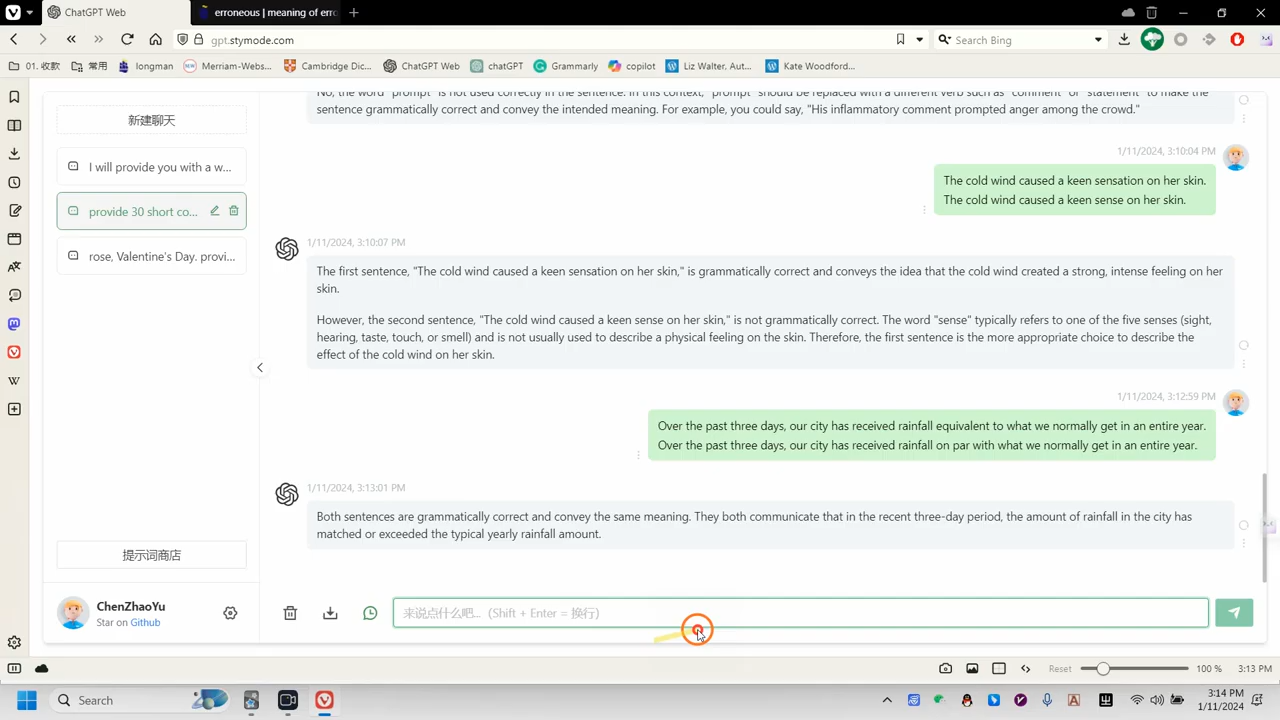 ChatGPT Web
erroneous | meaning of erro
gpt.stymode.com
Search Bing
01. 收款
常用
longman
Merriam-Webs...
Cambridge Dic...
ChatGPT Web
chatGPT
Grammarly
copilot
Liz Walter, Aut...
Kate Woodford...
新建聊天
I will provide you with a w...
provide 30 short co...
rose, Valentine's Day. provi...
提示词商店
ChenZhaoYu
Star on Github
No, the word "prompt" is not used correctly in the sentence. In this context, "prompt" should be replaced with a different verb such as "comment" or "statement" to make the
sentence grammatically correct and convey the intended meaning. For example, you could say, "His inflammatory comment prompted anger among the crowd."
1/11/2024, 3:10:04 PM
The cold wind caused a keen sensation on her skin.
The cold wind caused a keen sense on her skin.
1/11/2024, 3:10:07 PM
The first sentence, "The cold wind caused a keen sensation on her skin," is grammatically correct and conveys the idea that the cold wind created a strong, intense feeling on her
skin.
However, the second sentence, "The cold wind caused a keen sense on her skin," is not grammatically correct. The word "sense" typically refers to one of the five senses (sight,
hearing, taste, touch, or smell) and is not usually used to describe a physical feeling on the skin. Therefore, the first sentence is the more appropriate choice to describe the
effect of the cold wind on her skin.
1/11/2024, 3:12:59 PM
Over the past three days, our city has received rainfall equivalent to what we normally get in an entire year.
Over the past three days, our city has received rainfall on par with what we normally get in an entire year.
1/11/2024, 3:13:01 PM
Both sentences are grammatically correct and convey the same meaning. They both communicate that in the recent three-day period, the amount of rainfall in the city has
matched or exceeded the typical yearly rainfall amount.
来说点什么吧... (Shift + Enter = 换行)
Reset
100 %
3:13 PM
Search
3:14 PM
1/11/2024